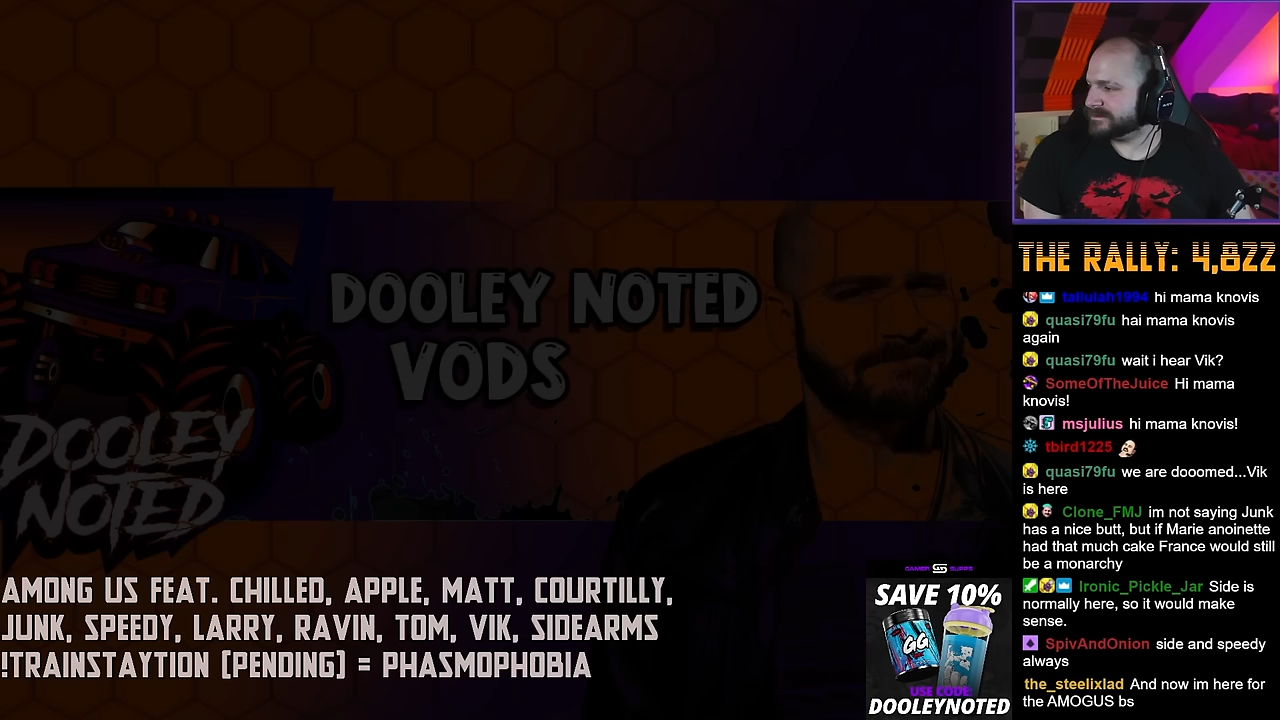 THE RALLY: 4,822
tallulah1994 hi mama knovis
quasi79fu hai mama knovis
again
quasi79fu wait i hear Vik?
SomeOfTheJuice Hi mama
knovis!
msjulius hi mama knovis!
tbird1225
quasi79fu we are dooomed...Vik
is here
Clone_FMJ im not saying Junk
has a nice butt, but if Marie anoinette
had that much cake France would still
be a monarchy
Ironic_Pickle_Jar Side is
normally here, so it would make
sense.
SpivAndOnion side and speedy
always
the_steelixlad And now im here for
the AMOGUS bs
DOOLEY NOTED
VODS
DOOLEY
NOTED
AMONG US FEAT. CHILLED, APPLE, MATT, COURTILLY,
JUNK, SPEEDY, LARRY, RAVIN, TOM, VIK, SIDEARMS
!TRAINSTAYTION [PENDING] = PHASMOPHOBIA
GAMER GS SUPPS
SAVE 10%
GG
USE CODE:
DOOLEYNOTED